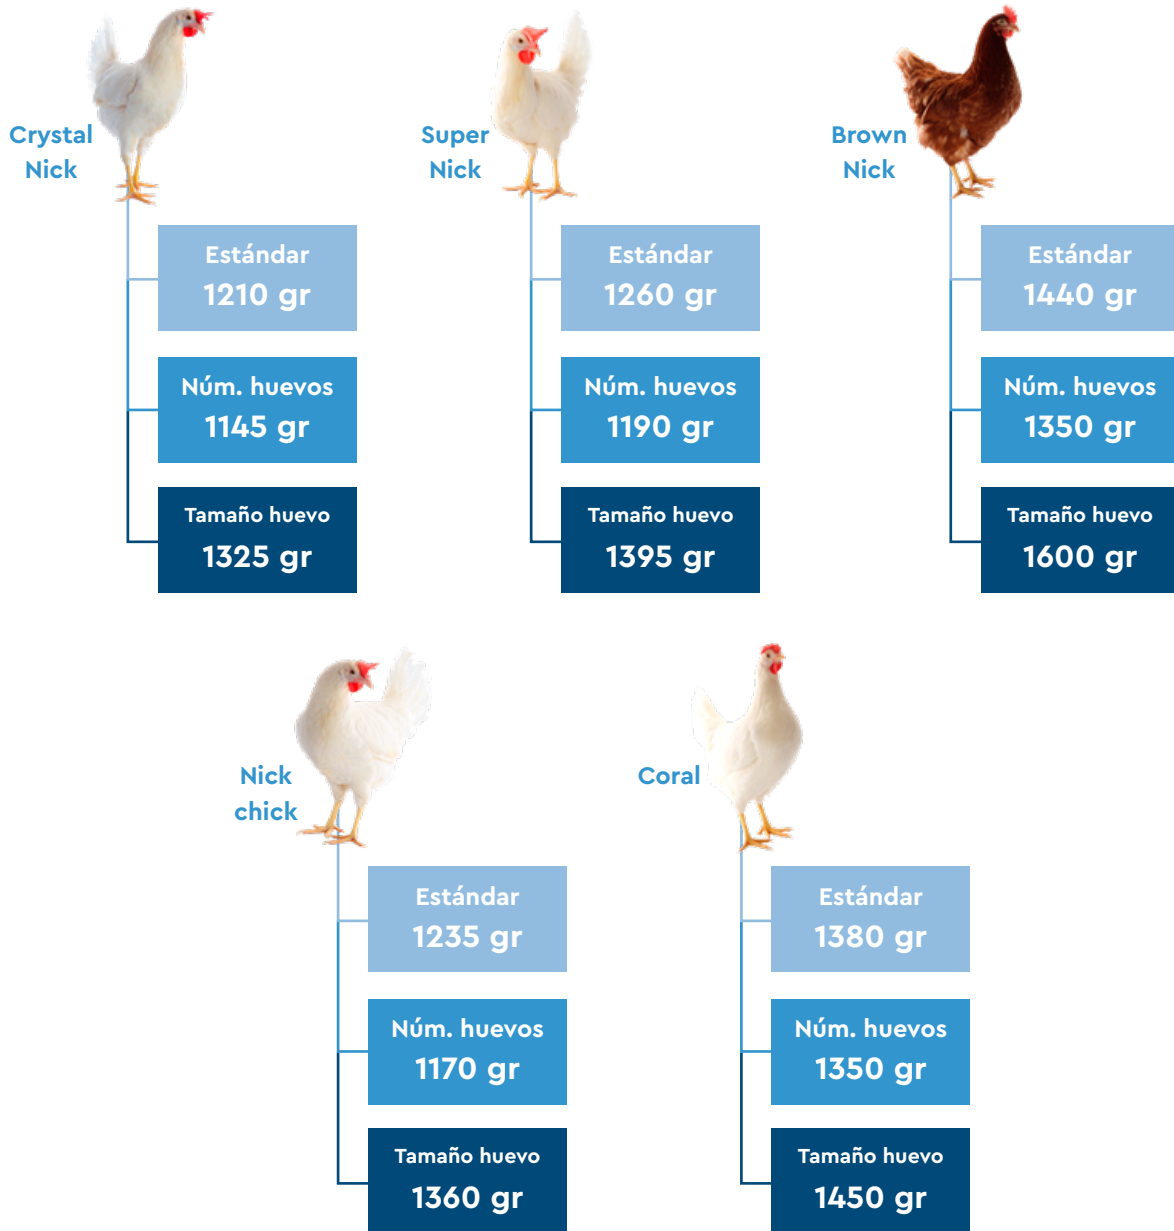 Crystal
Nick
Estándar
1210 gr
Núm. huevos
1145 gr
Tamaño huevo
1325 gr
Super
Nick
Estándar
1260 gr
Núm. huevos
1190 gr
Tamaño huevo
1395 gr
Brown
Nick
Estándar
1440 gr
Núm. huevos
1350 gr
Tamaño huevo
1600 gr
Nick
chick
Estándar
1235 gr
Núm. huevos
1170 gr
Tamaño huevo
1360 gr
Coral
Estándar
1380 gr
Núm. huevos
1350 gr
Tamaño huevo
1450 gr